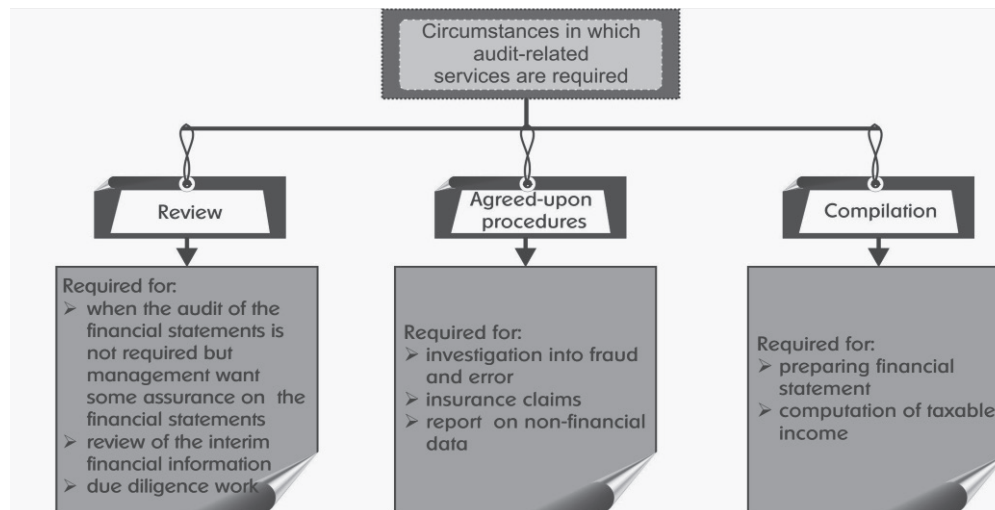 Circumstances in which
audit-related
services are required
Review
Agreed-upon
procedures
Compilation
Required for:
➢ when the audit of the
financial statements is
not required but
management want
some assurance on the
financial statements
➢ review of the interim
financial information
➢ due diligence work
Required for:
➢ investigation into fraud
and error
➢ insurance claims
➢ report on non-financial
data
Required for:
➢ preparing financial
statement
➢ computation of taxable
income